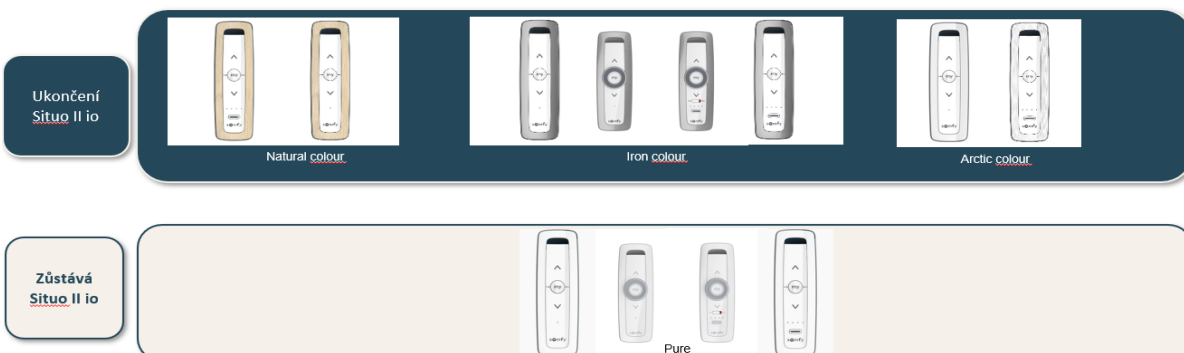 Ukončení
Situo II io
Natural colour
Iron colour
Arctic colour
Zůstává
Situo II io
Pure